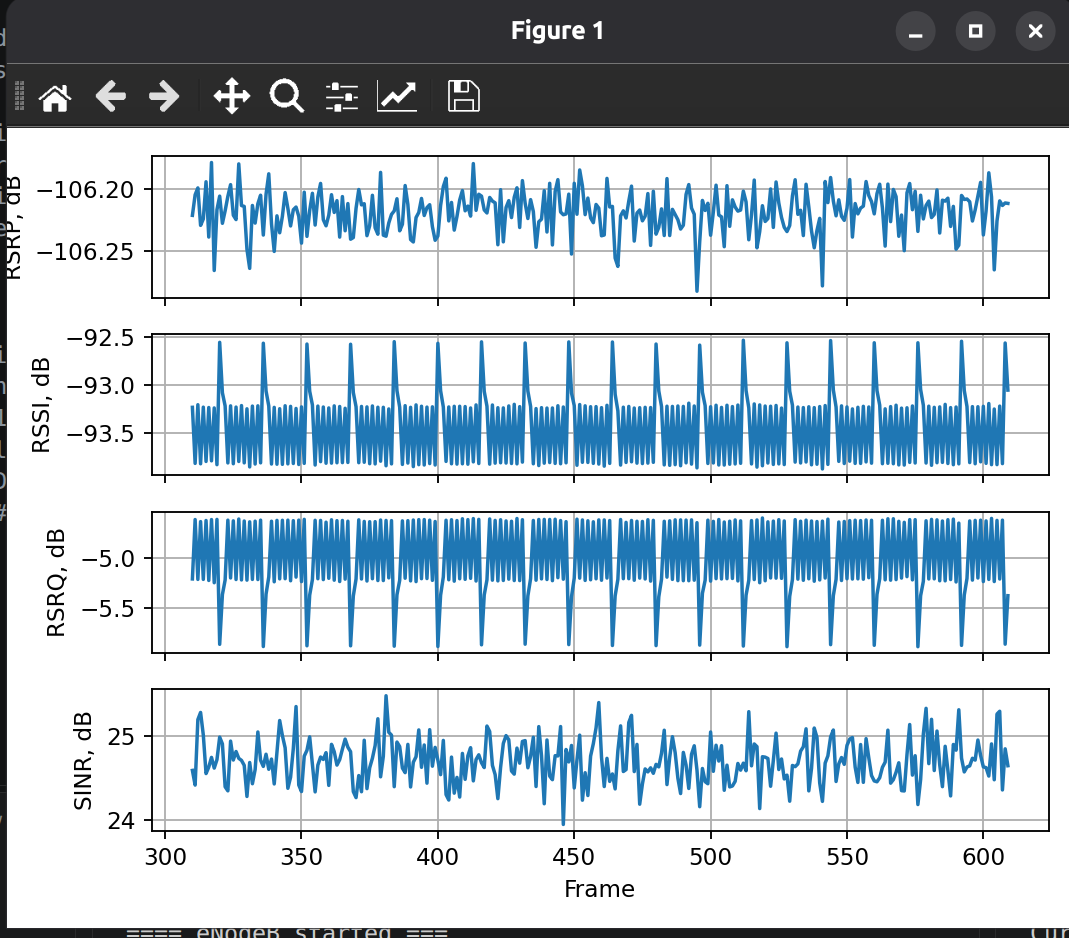 Figure 1
−106.20
−106.25
RSRP, dB
−92.5
−93.0
−93.5
RSSI, dB
−5.0
−5.5
RSRQ, dB
25
24
SINR, dB
300 350 400 450 500 550 600
Frame
==== eNodeB started ===